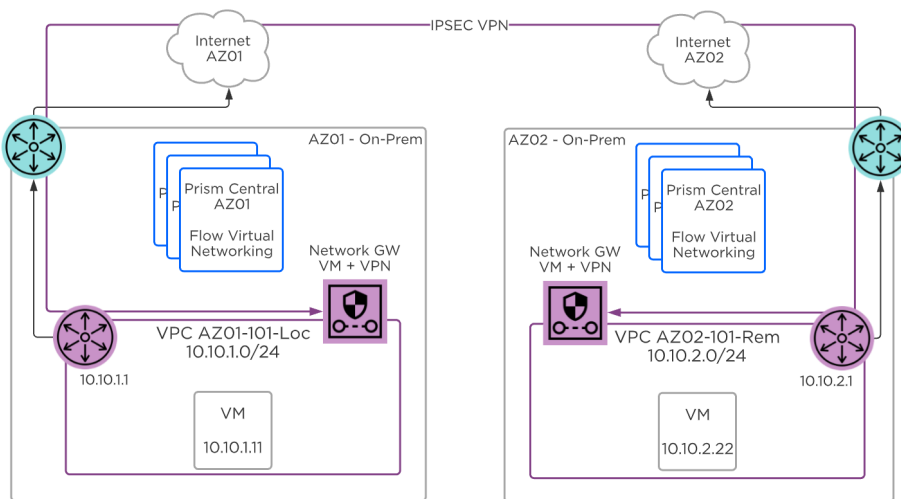 IPSEC VPN
Internet
AZ01
Internet
AZ02
AZ01 - On-Prem
AZ02 - On-Prem
P
P
Prism Central
AZ01
Flow Virtual
Networking
P
P
Prism Central
AZ02
Flow Virtual
Networking
Network GW
VM + VPN
Network GW
VM + VPN
VPC AZ01-101-Loc
10.10.1.0/24
VPC AZ02-101-Rem
10.10.2.0/24
10.10.1.1
10.10.2.1
VM
10.10.1.11
VM
10.10.2.22